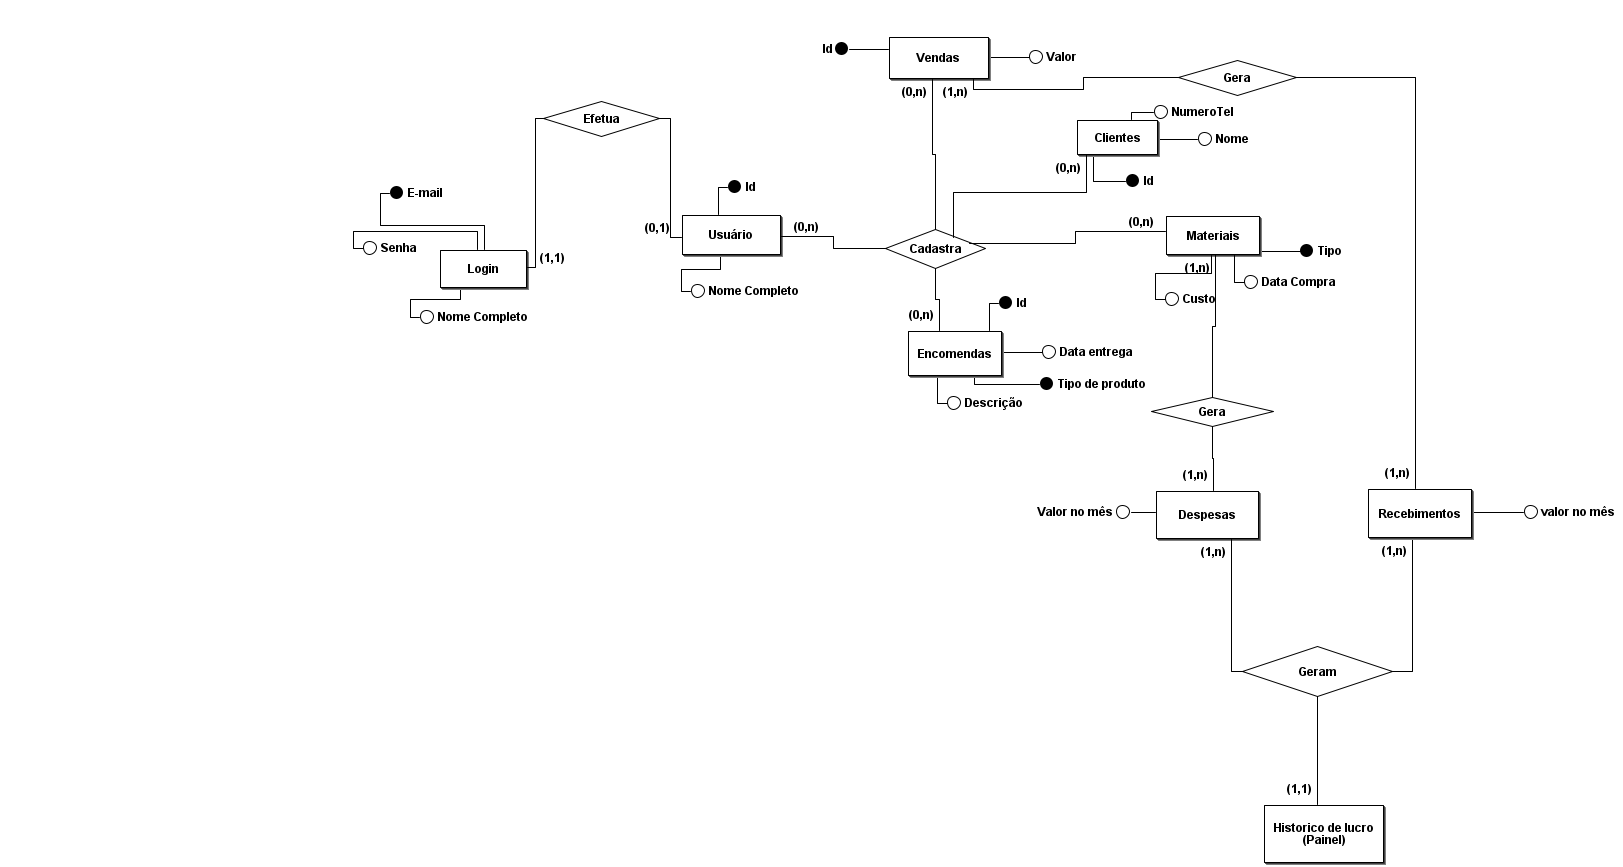 Id
Vendas
Valor
(0,n)
(1,n)
Gera
Efetua
NumeroTel
Clientes
Nome
(0,n)
Id
E-mail
Senha
Login
(1,1)
Nome Completo
Id
(0,1)
Usuário
(0,n)
Nome Completo
Cadastra
(0,n)
Materiais
Tipo
(1,n)
Data Compra
Custo
(0,n)
Id
Encomendas
Data entrega
Tipo de produto
Descrição
Gera
(1,n)
(1,n)
Valor no mês
Despesas
Recebimentos
valor no mês
(1,n)
(1,n)
Geram
(1,1)
Historico de lucro
(Painel)